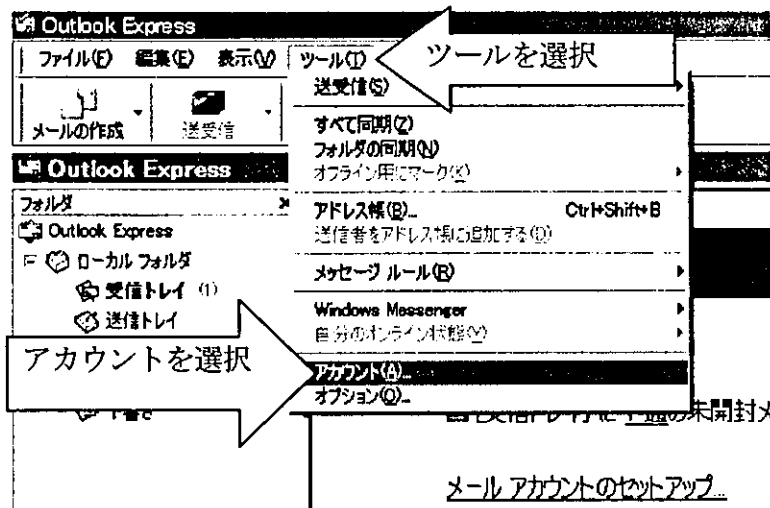 Outlook Express
ファイル(F) 編集(E) 表示(V) ツール(T)
ツールを選択
送受信(S)
メールの作成 送受信
すべて同期(Z)
フォルダの同期(N)
オフライン用にマーク(K)
Outlook Express
フォルダ ×
アドレス帳(B)... Ctrl+Shift+B
送信者をアドレス帳に追加する(D)
Outlook Express
ローカル フォルダ
メッセージ ルール(R)
受信トレイ (1)
送信トレイ
Windows Messenger
自分のオンライン状態(Y)
アカウントを選択
アカウント(A)...
オプション(O)...
の未開封メ
メール アカウントのセットアップ...